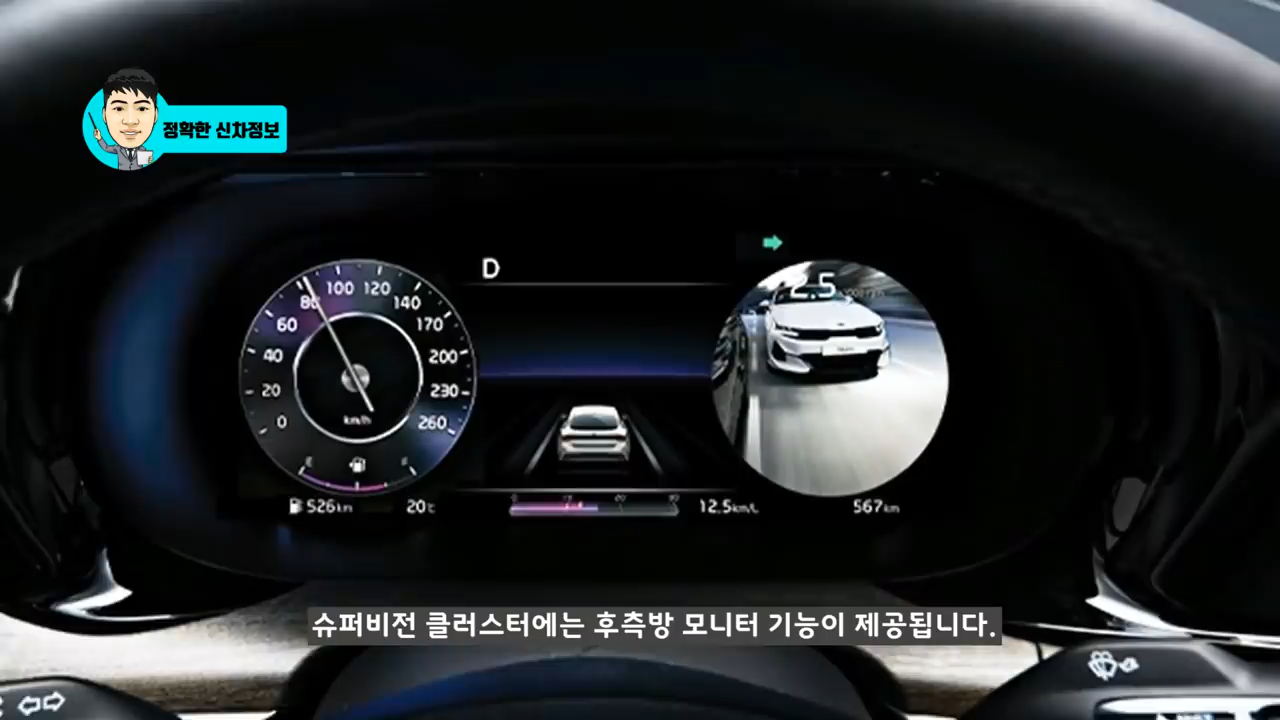 정확한 신차정보
D
2.5
0
20
40
60
80
100
120
140
170
200
230
260
km/h
526km
20℃
12.5km/L
567km
슈퍼비전 클러스터에는 후측방 모니터 기능이 제공됩니다.